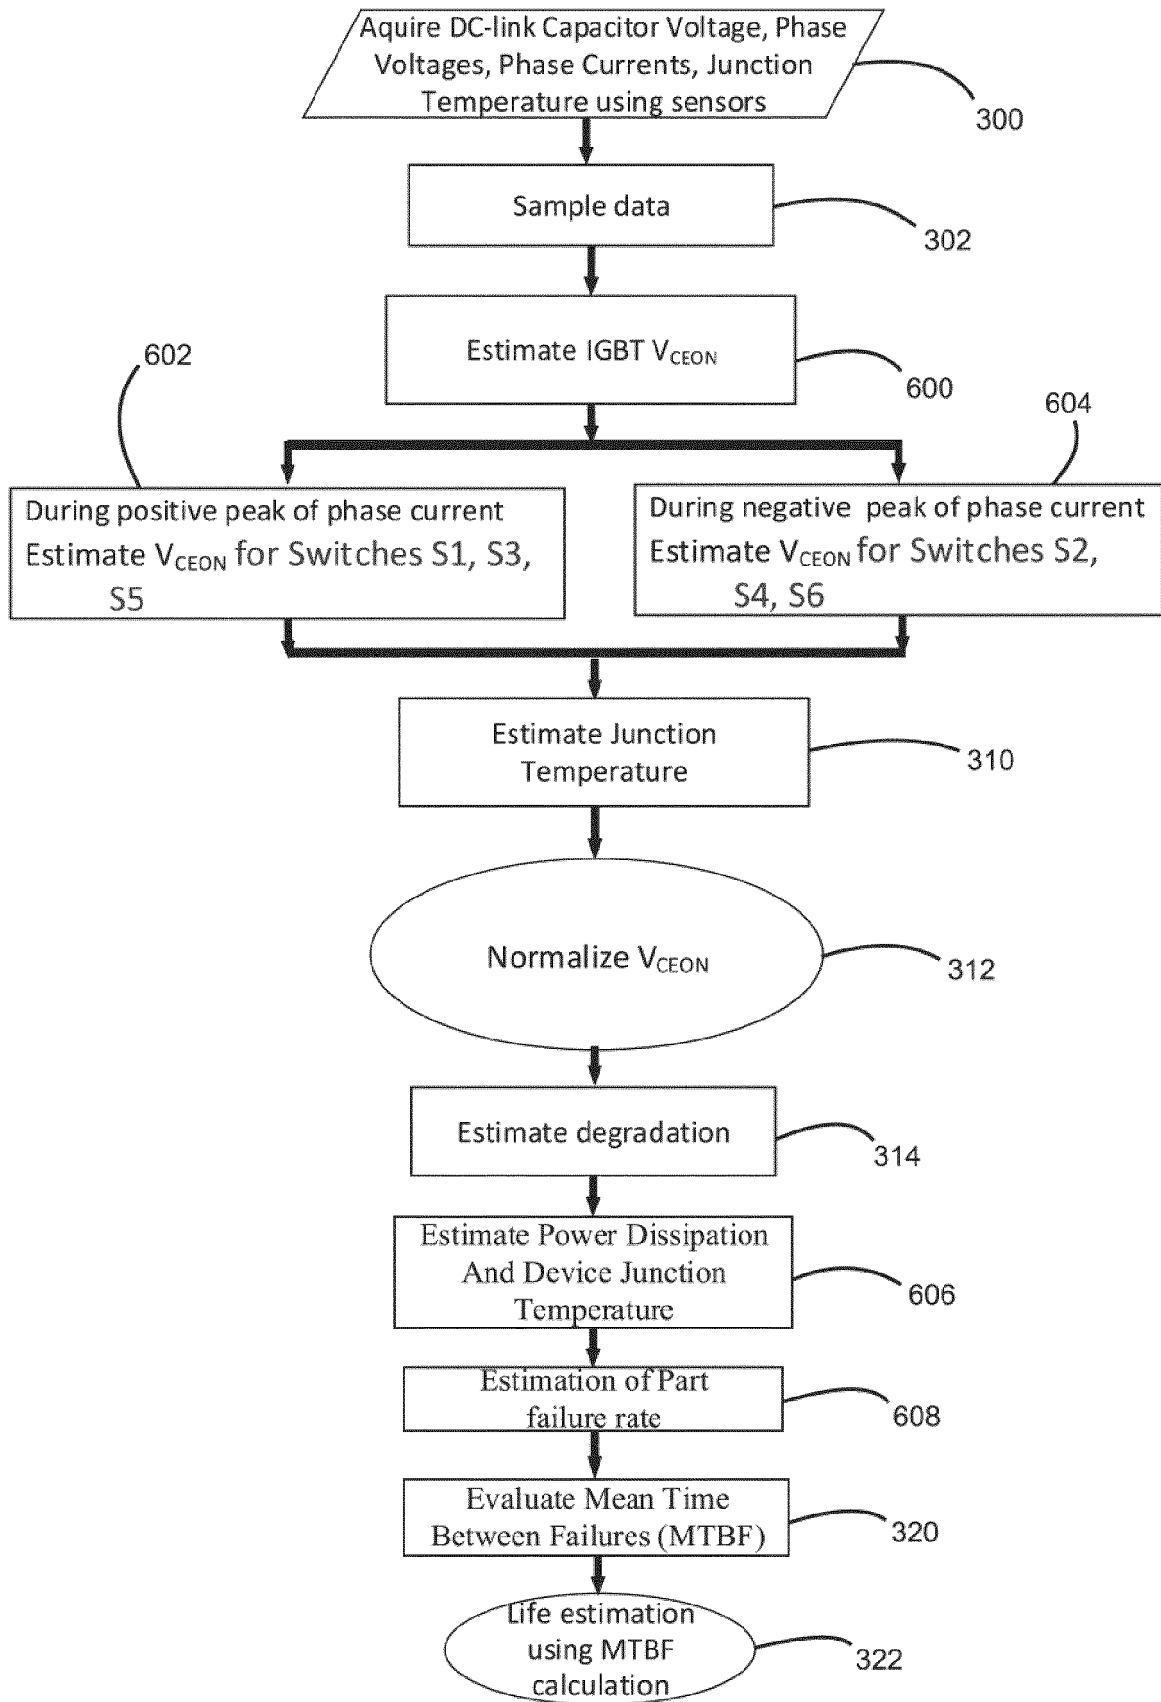 Aquire DC-link Capacitor Voltage, Phase
Voltages, Phase Currents, Junction
Temperature using sensors
300
Sample data
302
Estimate IGBT VCEON
600
602
604
During positive peak of phase current
Estimate VCEON for Switches S1, S3,
S5
During negative peak of phase current
Estimate VCEON for Switches S2,
S4, S6
Estimate Junction
Temperature
310
Normalize VCEON
312
Estimate degradation
314
Estimate Power Dissipation
And Device Junction
Temperature
606
Estimation of Part
failure rate
608
Evaluate Mean Time
Between Failures (MTBF)
320
Life estimation
using MTBF
calculation
322